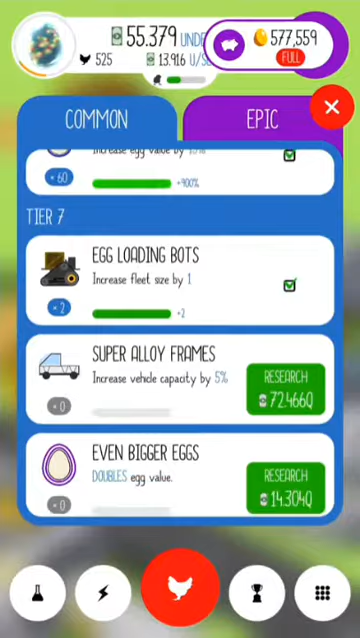 55.379 UND
577,559
525
13.916 U/S
FULL
COMMON
EPIC
Increase egg value by 15%
× 60
+900%
TIER 7
EGG LOADING BOTS
Increase fleet size by 1
× 2
+2
SUPER ALLOY FRAMES
Increase vehicle capacity by 5%
RESEARCH
72.466Q
× 0
EVEN BIGGER EGGS
DOUBLES egg value.
RESEARCH
14.304Q
× 0